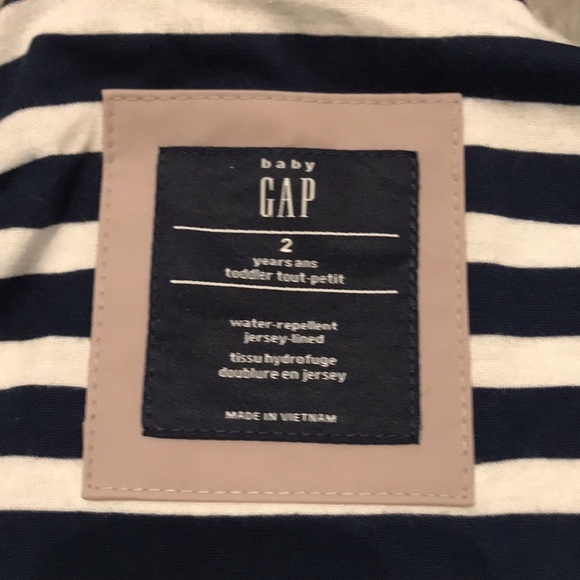 baby
GAP
2
years ans
toddler tout-petit
water-repellent
jersey-lined
tissu hydrofuge
doublure en jersey
MADE IN VIETNAM